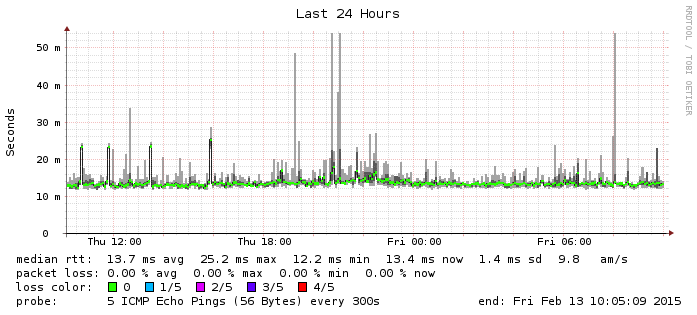 Last 24 Hours
RRDTOOL / TOBI OETIKER
Seconds
50 m
40 m
30 m
20 m
10 m
0
Thu 12:00 Thu 18:00 Fri 00:00 Fri 06:00
median rtt: 13.7 ms avg 25.2 ms max 12.2 ms min 13.4 ms now 1.4 ms sd 9.8 am/s
packet loss: 0.00 % avg 0.00 % max 0.00 % min 0.00 % now
loss color: 0 1/5 2/5 3/5 4/5
probe: 5 ICMP Echo Pings (56 Bytes) every 300s end: Fri Feb 13 10:05:09 2015